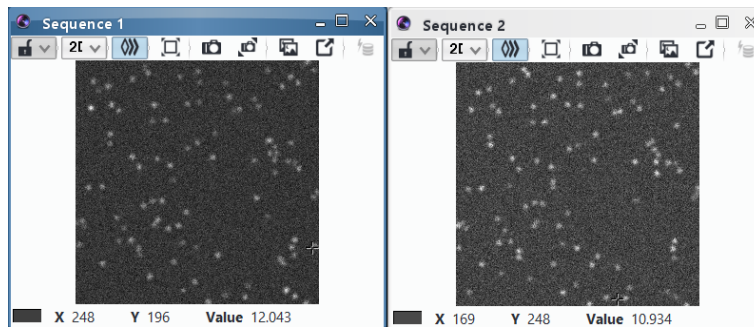 Sequence 1
2D
X 248 Y 196 Value 12.043
Sequence 2
2D
X 169 Y 248 Value 10.934